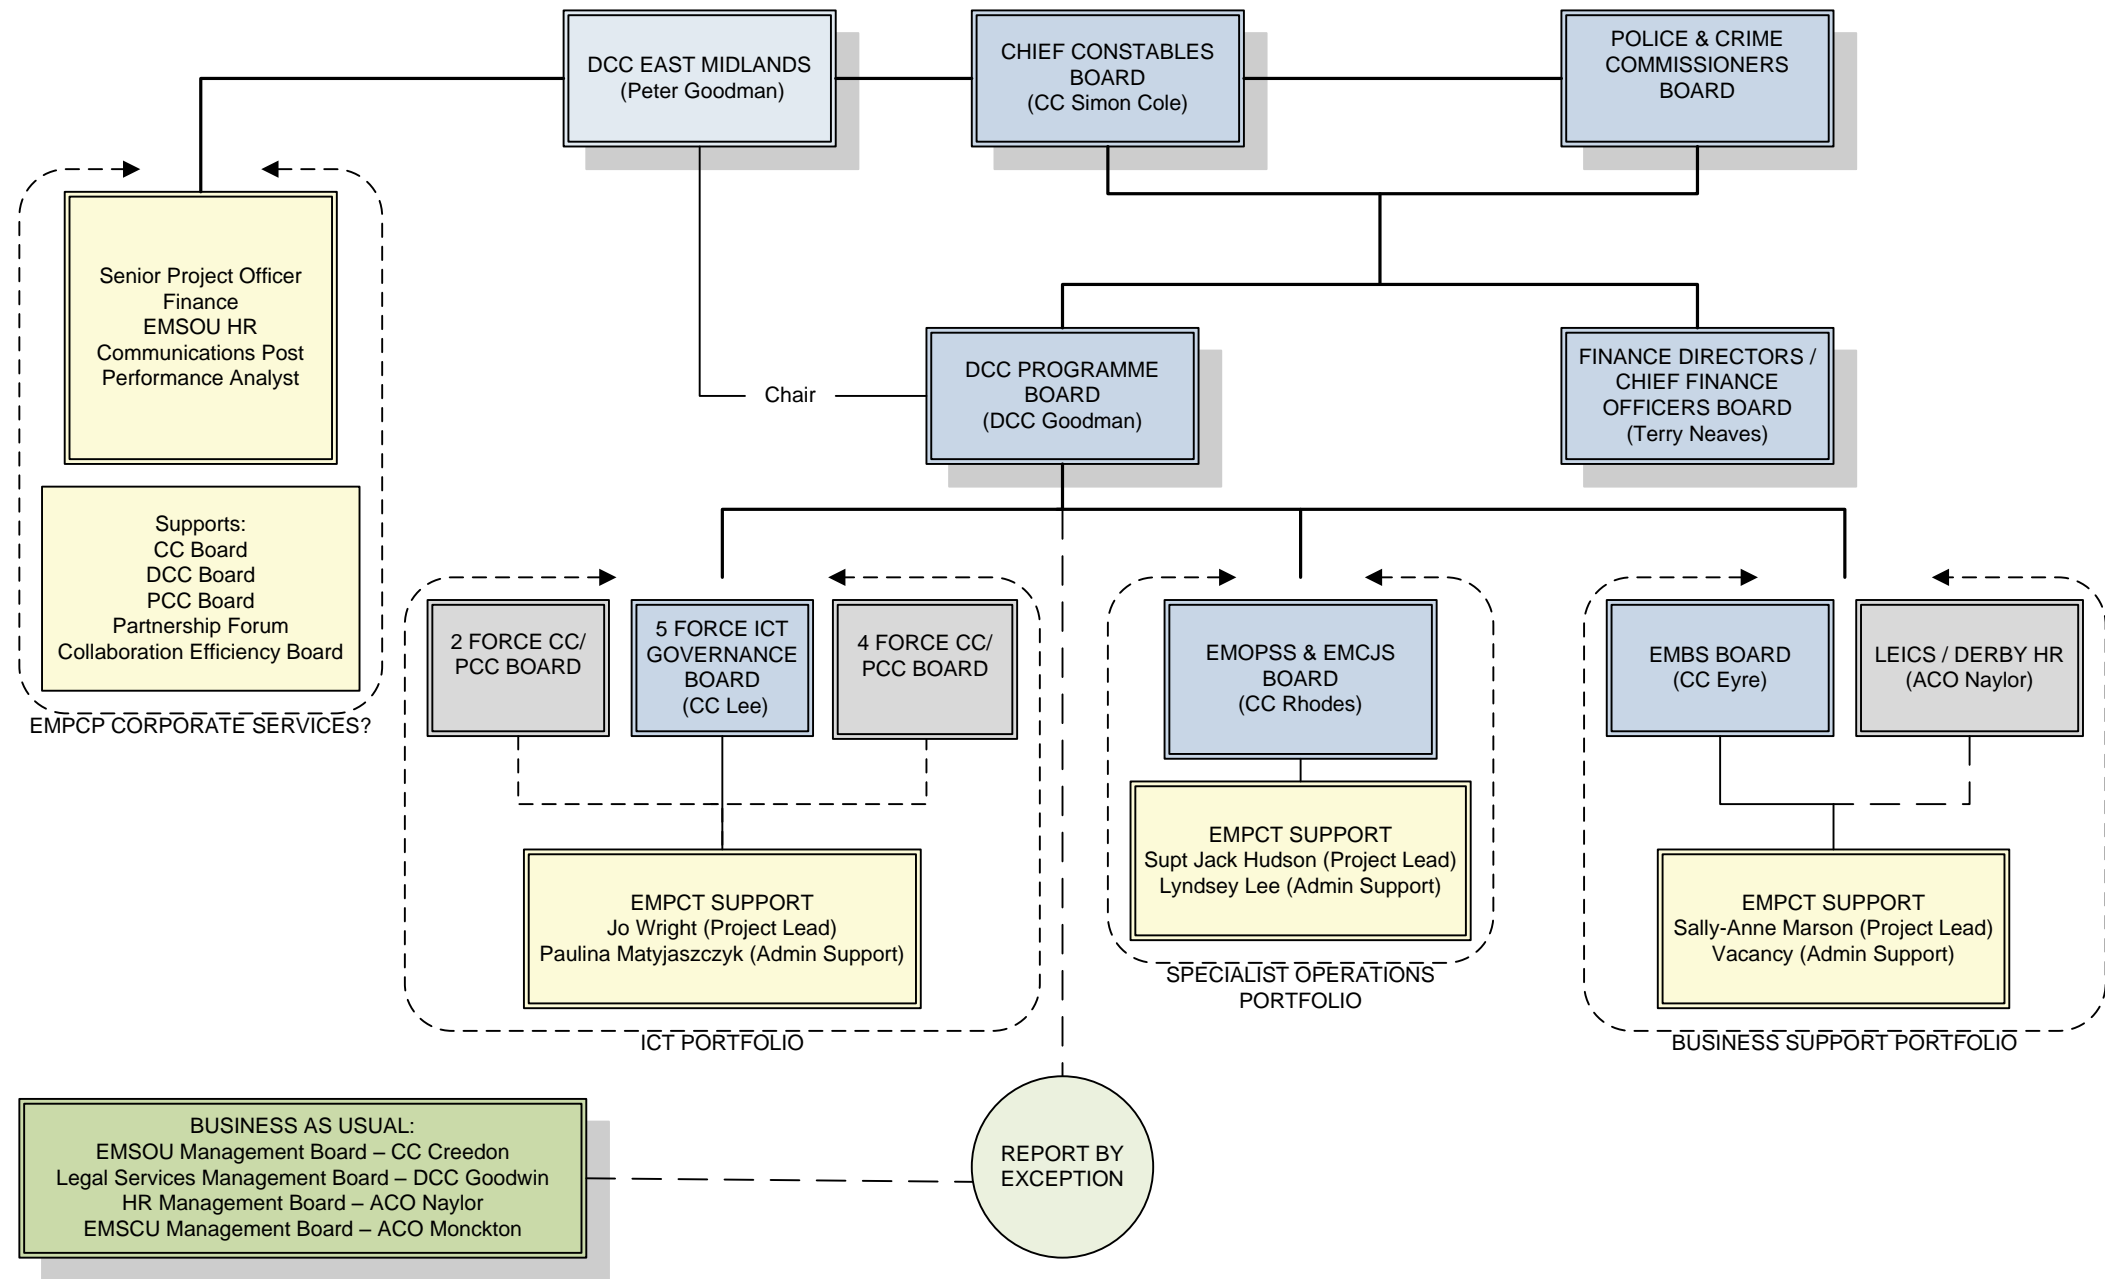 DCC EAST MIDLANDS
(Peter Goodman)
CHIEF CONSTABLES
BOARD
(CC Simon Cole)
POLICE & CRIME
COMMISSIONERS
BOARD
Senior Project Officer
Finance
EMSOU HR
Communications Post
Performance Analyst
Supports:
CC Board
DCC Board
PCC Board
Partnership Forum
Collaboration Efficiency Board
EMPCP CORPORATE SERVICES?
Chair
DCC PROGRAMME
BOARD
(DCC Goodman)
FINANCE DIRECTORS /
CHIEF FINANCE
OFFICERS BOARD
(Terry Neaves)
2 FORCE CC/
PCC BOARD
5 FORCE ICT
GOVERNANCE
BOARD
(CC Lee)
4 FORCE CC/
PCC BOARD
EMPCT SUPPORT
Jo Wright (Project Lead)
Paulina Matyjaszczyk (Admin Support)
ICT PORTFOLIO
EMOPSS & EMCJS
BOARD
(CC Rhodes)
EMPCT SUPPORT
Supt Jack Hudson (Project Lead)
Lyndsey Lee (Admin Support)
SPECIALIST OPERATIONS
PORTFOLIO
EMBS BOARD
(CC Eyre)
LEICS / DERBY HR
(ACO Naylor)
EMPCT SUPPORT
Sally-Anne Marson (Project Lead)
Vacancy (Admin Support)
BUSINESS SUPPORT PORTFOLIO
BUSINESS AS USUAL:
EMSOU Management Board – CC Creedon
Legal Services Management Board – DCC Goodwin
HR Management Board – ACO Naylor
EMSCU Management Board – ACO Monckton
REPORT BY
EXCEPTION